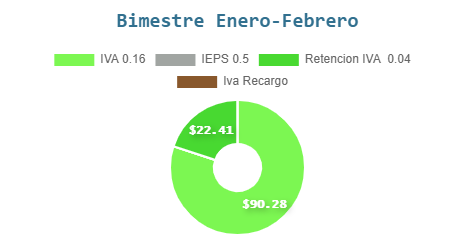 Bimestre Enero-Febrero
IVA 0.16 IEPS 0.5 Retencion IVA 0.04
Iva Recargo
$22.41
$90.28